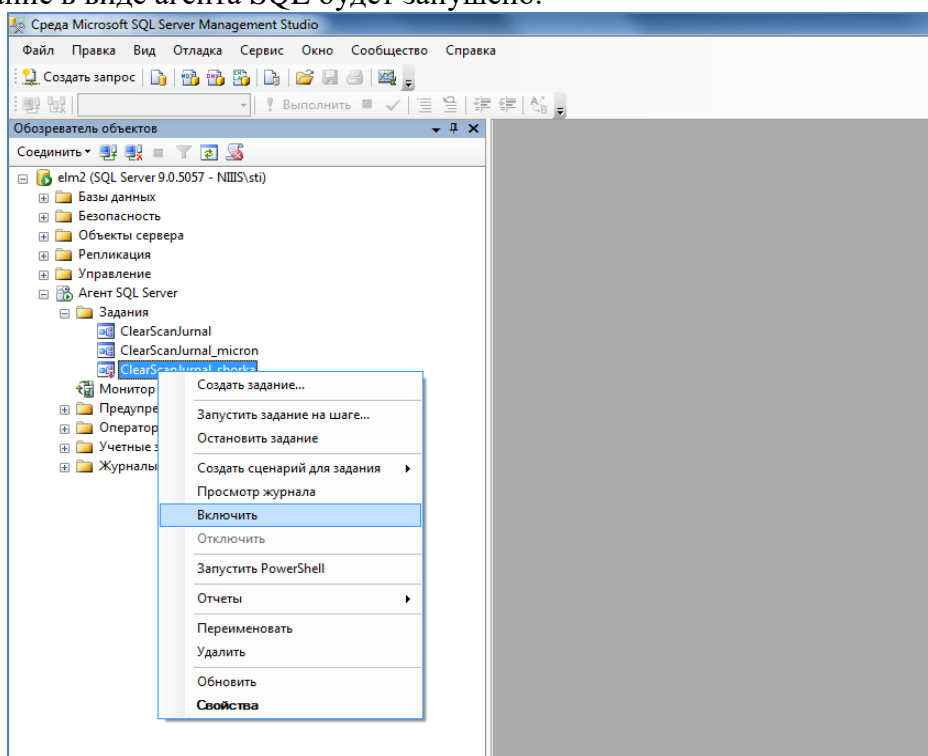 ние в виде агента SQL будет запущено.
Среда Microsoft SQL Server Management Studio
Файл Правка Вид Отладка Сервис Окно Сообщество Справка
Создать запрос
Выполнить
Обозреватель объектов
Соединить
elm2 (SQL Server 9.0.5057 - NIIIS\sti)
Базы данных
Безопасность
Объекты сервера
Репликация
Управление
Агент SQL Server
Задания
ClearScanJurnal
ClearScanJurnal_micron
ClearScanJurnal_sborka
Монитор
Предупре
Оператор
Учетные з
Журналы
Создать задание...
Запустить задание на шаге...
Остановить задание
Создать сценарий для задания
Просмотр журнала
Включить
Отключить
Запустить PowerShell
Отчеты
Переименовать
Удалить
Обновить
Свойства